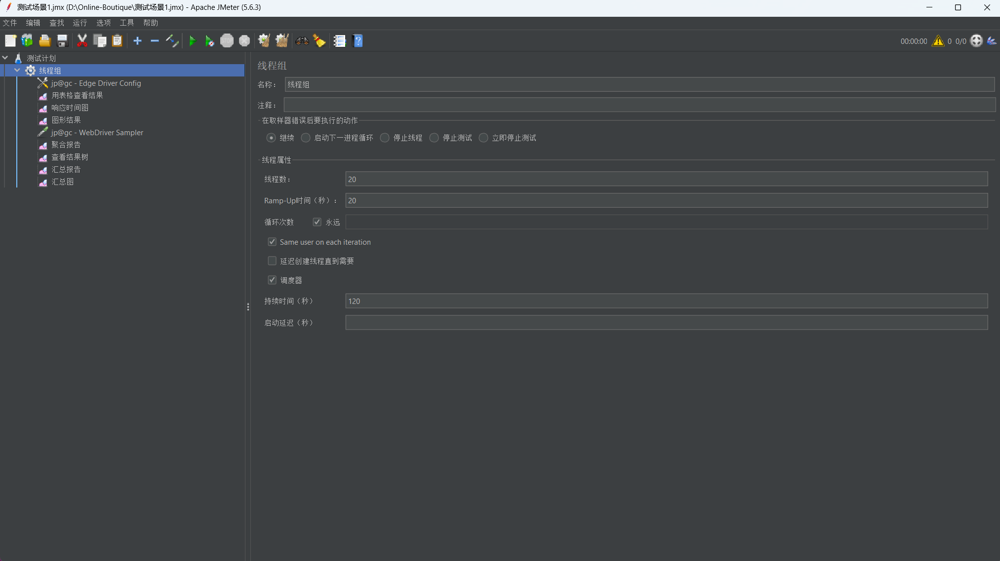 测试场景1.jmx (D:\Online-Boutique\测试场景1.jmx) - Apache JMeter (5.6.3)
文件 编辑 查找 运行 选项 工具 帮助
STOP
00:00:00 0 0/0
测试计划
线程组
jp@gc - Edge Driver Config
用表格查看结果
响应时间图
图形结果
jp@gc - WebDriver Sampler
聚合报告
查看结果树
汇总报告
汇总图
线程组
名称： 线程组
注释：
在取样器错误后要执行的动作
继续 启动下一进程循环 停止线程 停止测试 立即停止测试
线程属性
线程数： 20
Ramp-Up时间（秒）： 20
循环次数 永远
Same user on each iteration
延迟创建线程直到需要
调度器
持续时间（秒） 120
启动延迟（秒）